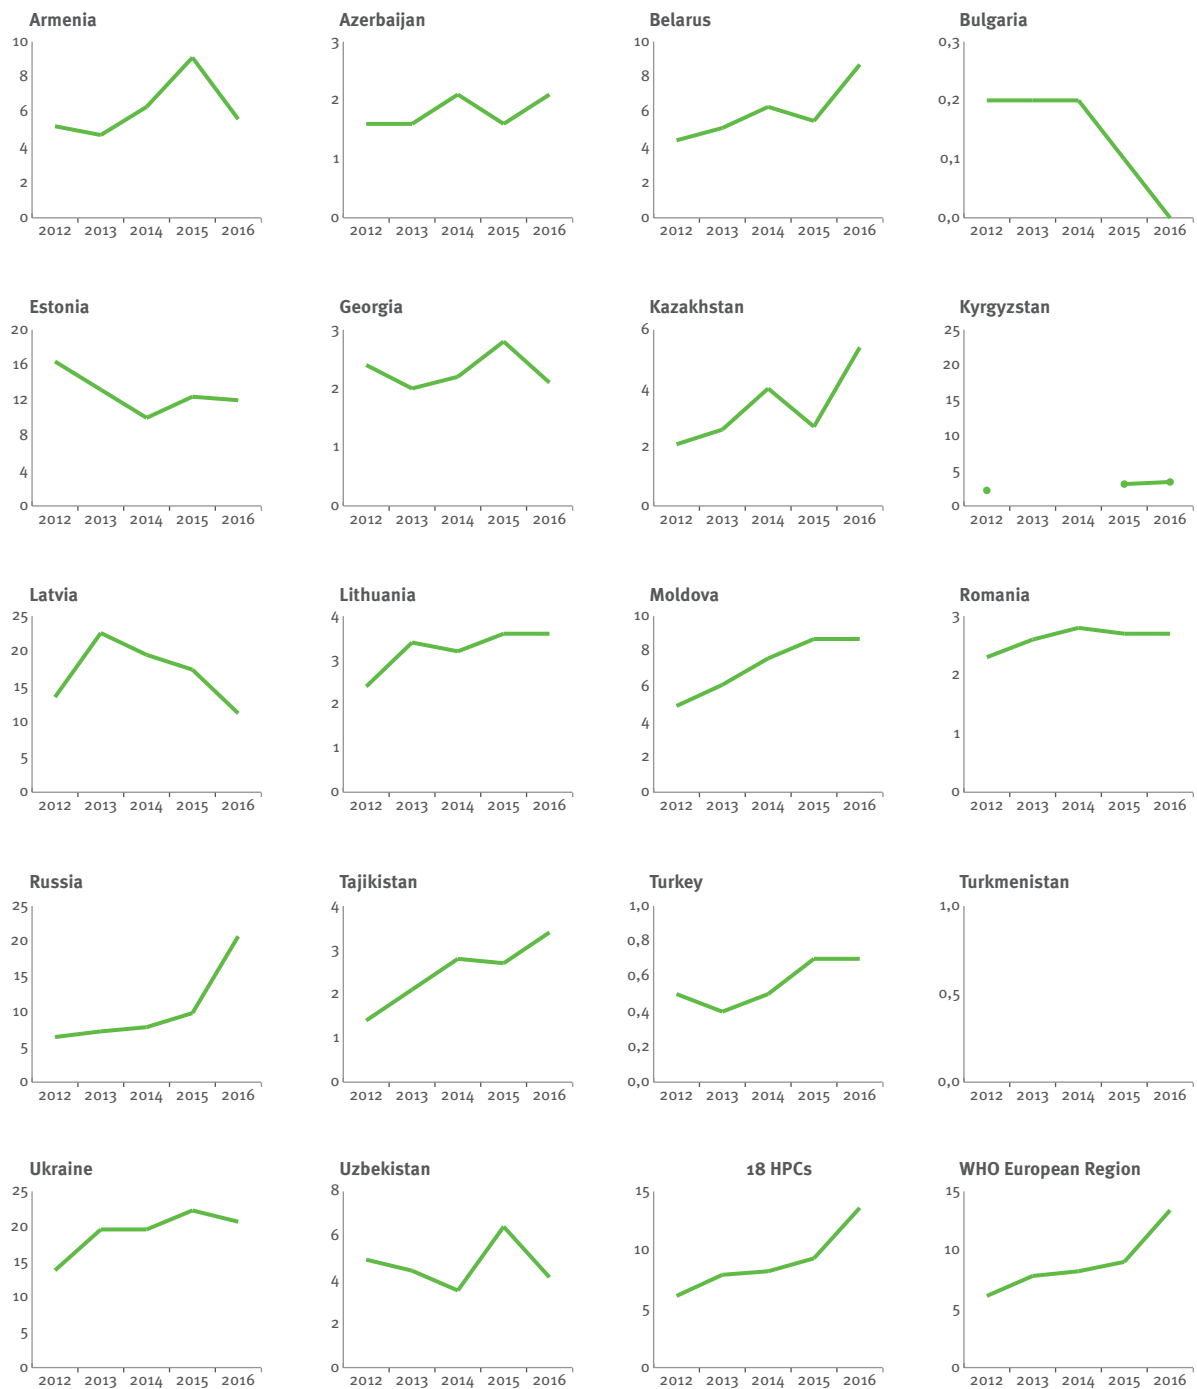 Armenia
10
8
6
4
2
0
2012 2013 2014 2015 2016
Azerbaijan
3
2
1
0
2012 2013 2014 2015 2016
Belarus
10
8
6
4
2
0
2012 2013 2014 2015 2016
Bulgaria
0,3
0,2
0,1
0,0
2012 2013 2014 2015 2016
Estonia
20
16
12
8
4
0
2012 2013 2014 2015 2016
Georgia
3
2
1
0
2012 2013 2014 2015 2016
Kazakhstan
6
4
2
0
2012 2013 2014 2015 2016
Kyrgyzstan
25
20
15
10
5
0
2012 2013 2014 2015 2016
Latvia
25
20
15
10
5
0
2012 2013 2014 2015 2016
Lithuania
4
3
2
1
0
2012 2013 2014 2015 2016
Moldova
10
8
6
4
2
0
2012 2013 2014 2015 2016
Romania
3
2
1
0
2012 2013 2014 2015 2016
Russia
25
20
15
10
5
0
2012 2013 2014 2015 2016
Tajikistan
4
3
2
1
0
2012 2013 2014 2015 2016
Turkey
1,0
0,8
0,6
0,4
0,2
0,0
2012 2013 2014 2015 2016
Turkmenistan
1,0
0,5
0,0
2012 2013 2014 2015 2016
Ukraine
25
20
15
10
5
0
2012 2013 2014 2015 2016
Uzbekistan
8
6
4
2
0
2012 2013 2014 2015 2016
18 HPCs
15
10
5
0
2012 2013 2014 2015 2016
WHO European Region
15
10
5
0
2012 2013 2014 2015 2016